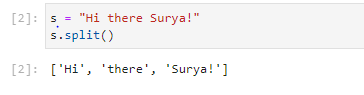 [2]: s = "Hi there Surya!"
s.split()
[2]: ['Hi', 'there', 'Surya!']